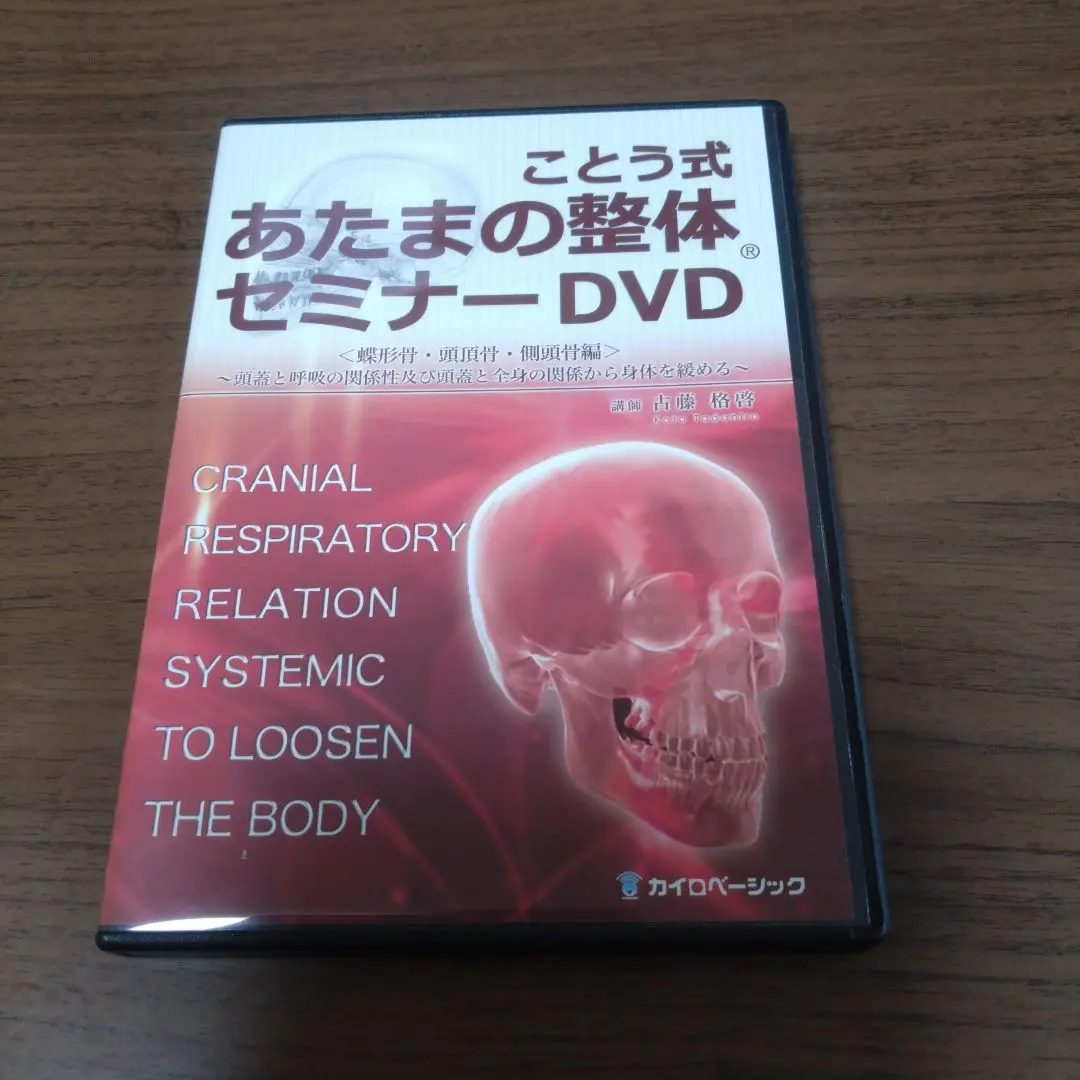 ことう式
あたまの整体®
セミナーDVD
＜蝶形骨・頭頂骨・側頭骨編＞
～頭蓋と呼吸の関係性及び頭蓋と全身の関係から身体を緩める～
講師 古藤 格啓
Koto Tadahiro
CRANIAL
RESPIRATORY
RELATION
SYSTEMIC
TO LOOSEN
THE BODY
カイロベーシック